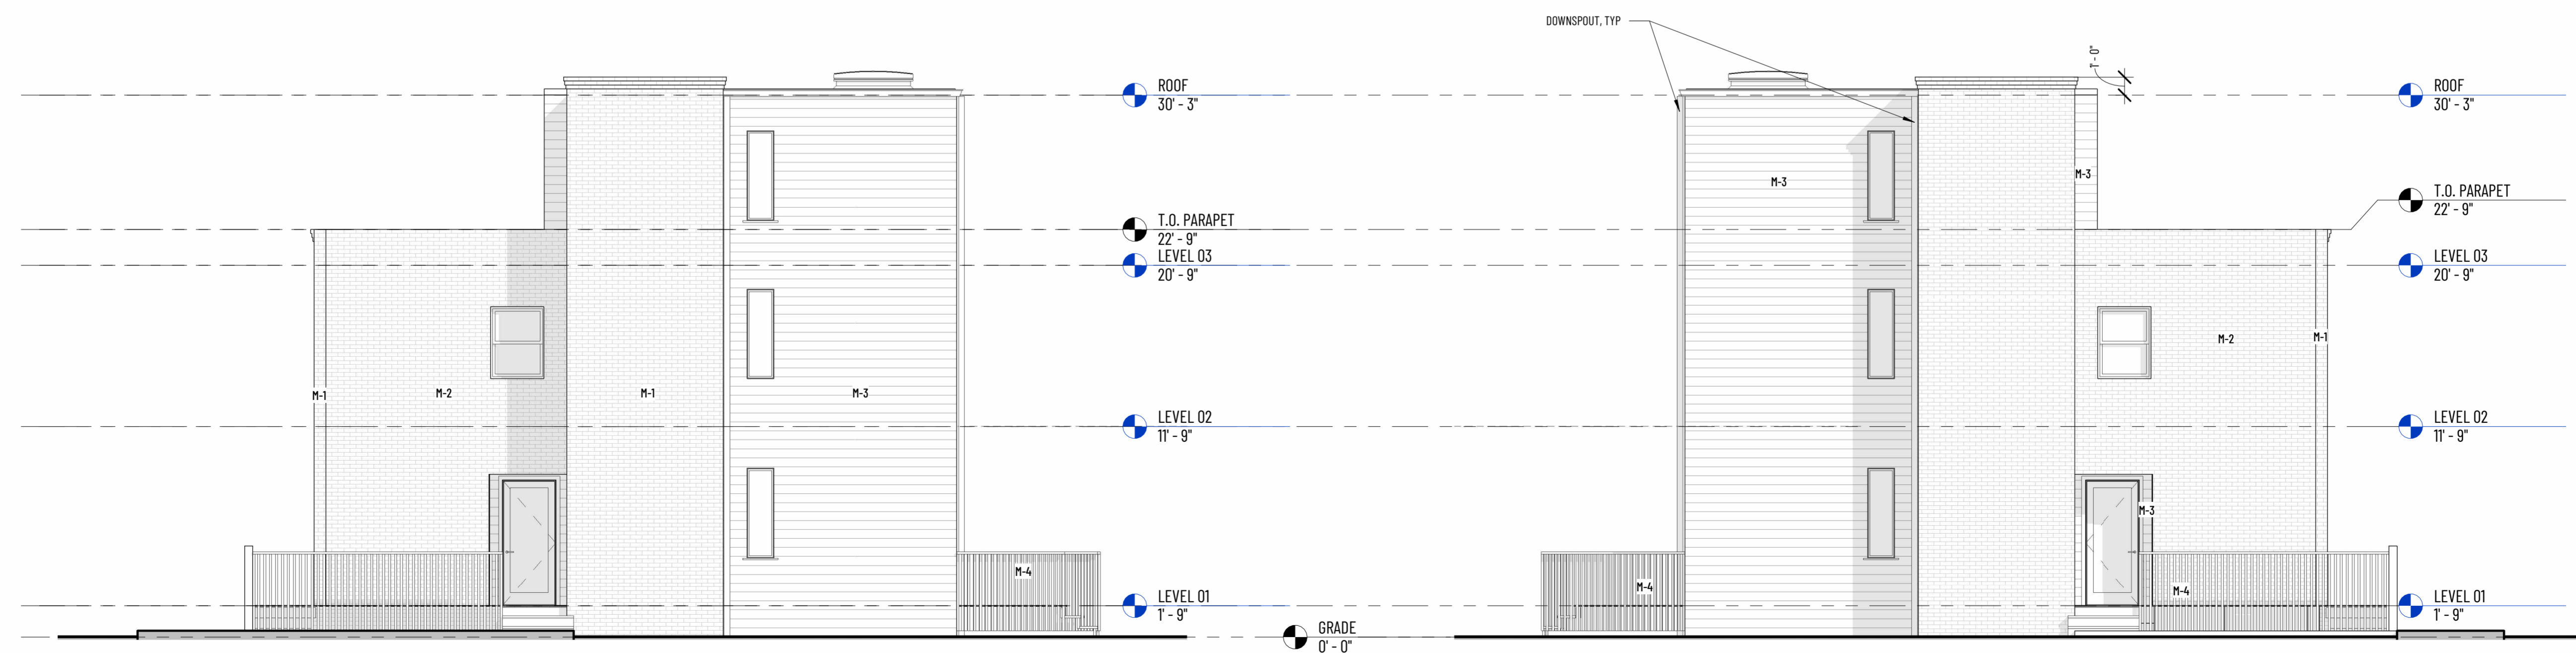 DOWNSPOUT, TYP
1' - 0"
ROOF
30' - 3"
T.O. PARAPET
22' - 9"
LEVEL 03
20' - 9"
LEVEL 02
11' - 9"
LEVEL 01
1' - 9"
GRADE
0' - 0"
M-1
M-2
M-1
M-3
M-4
ROOF
30' - 3"
T.O. PARAPET
22' - 9"
LEVEL 03
20' - 9"
LEVEL 02
11' - 9"
LEVEL 01
1' - 9"
M-3
M-3
M-2
M-1
M-3
M-4
M-4